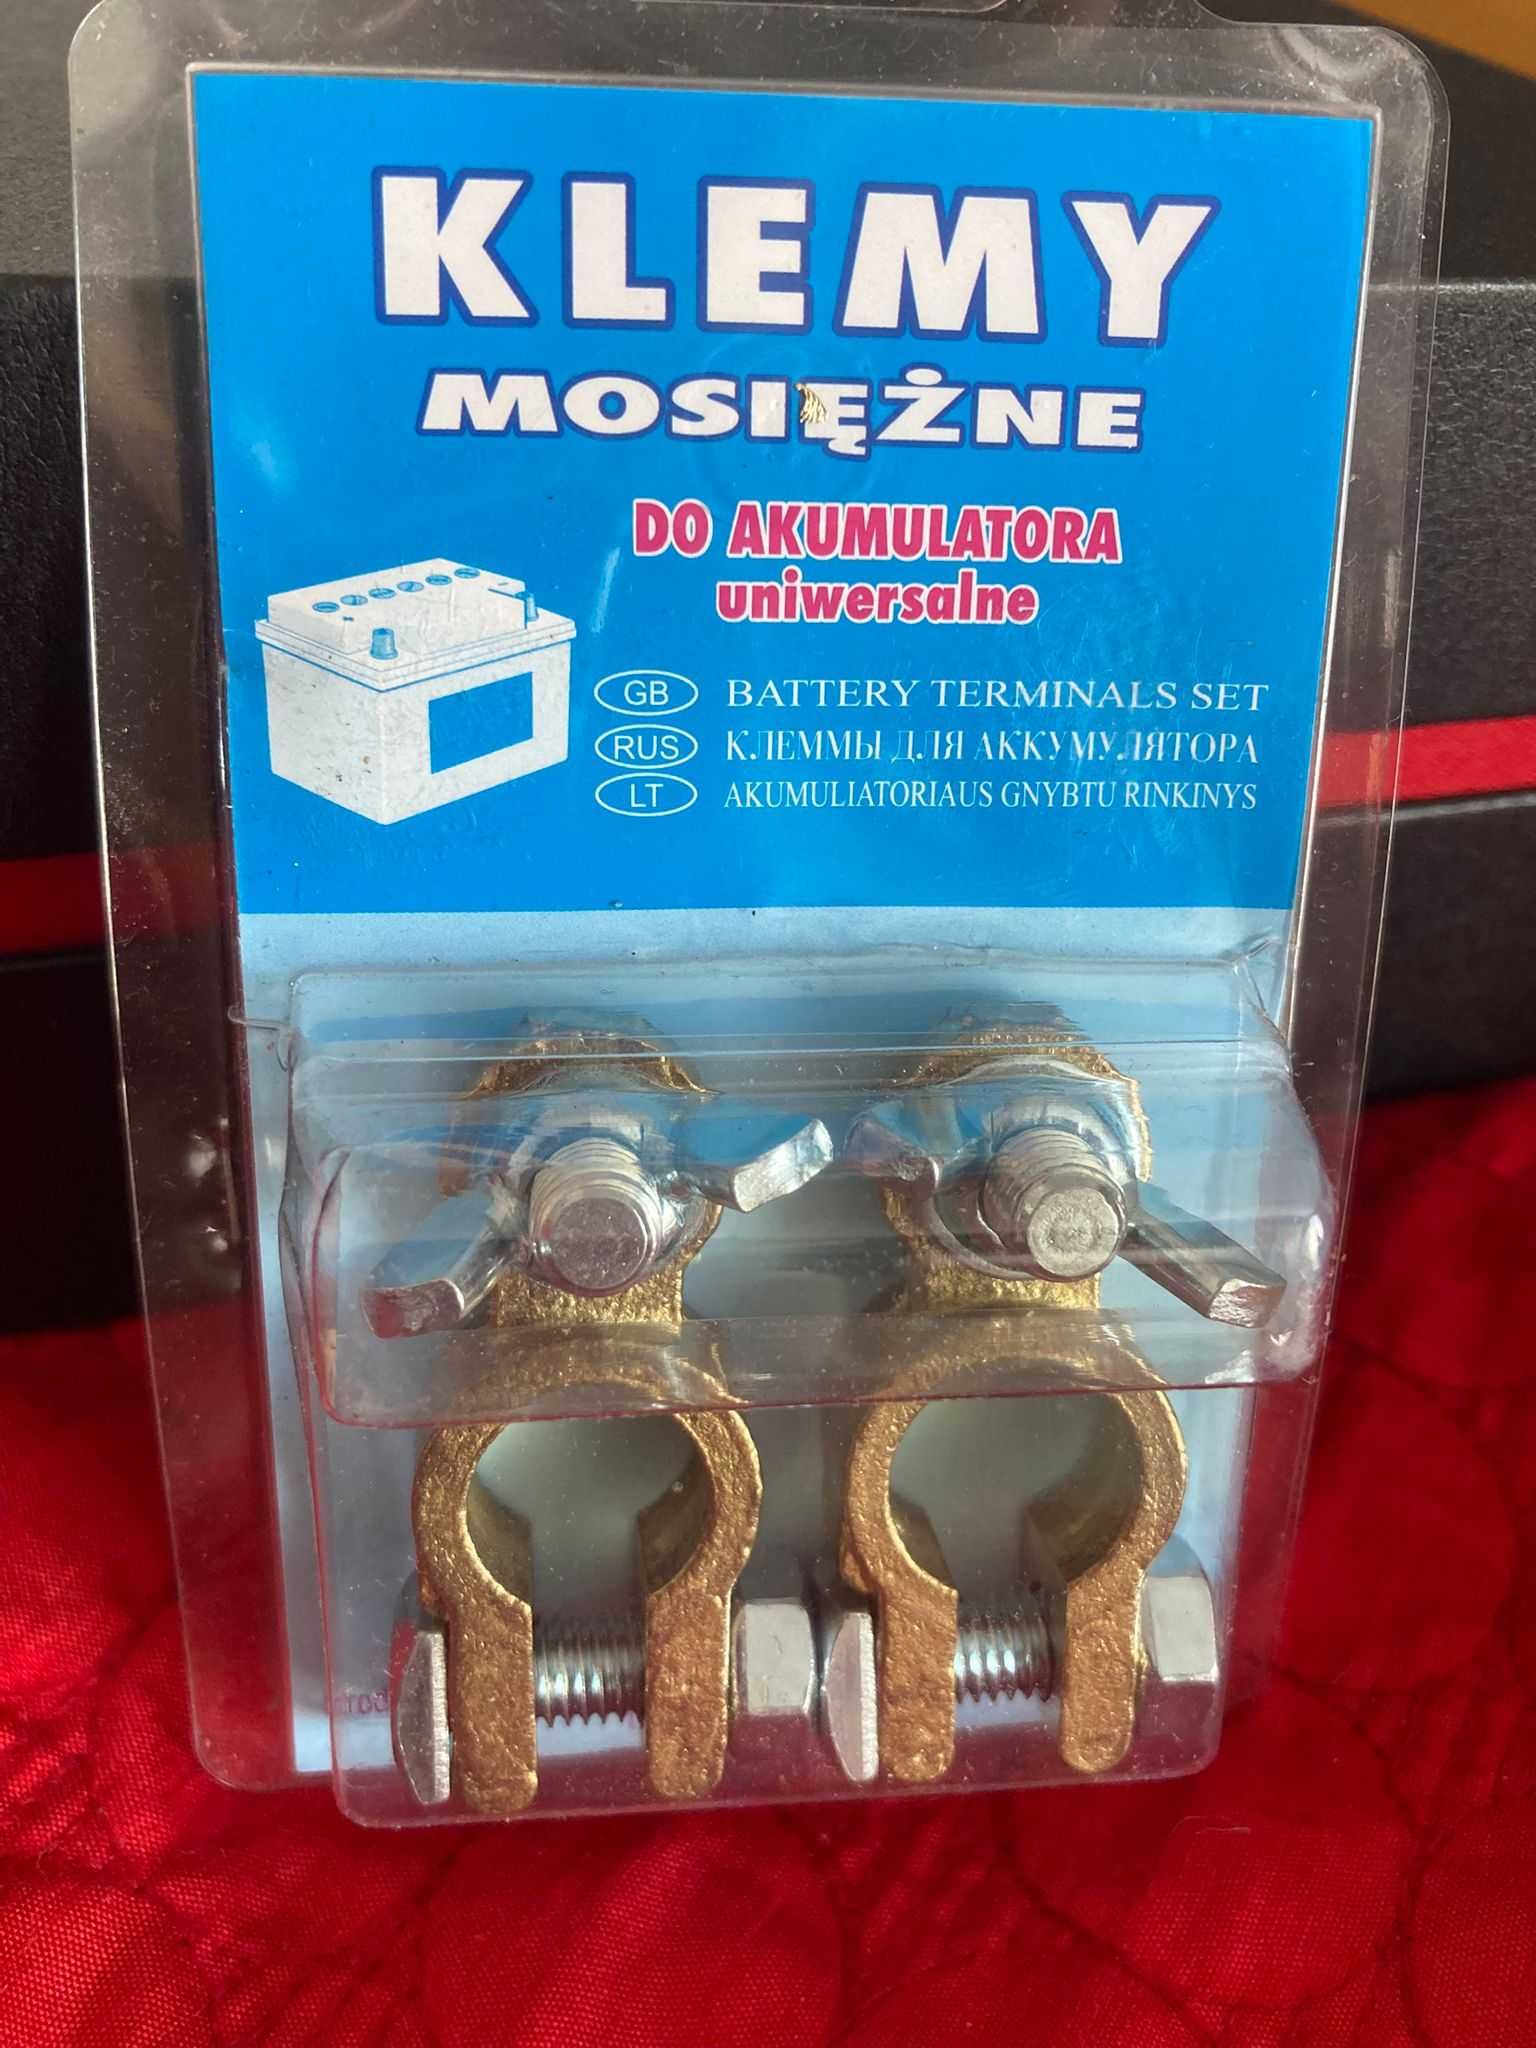 KLEMY
MOSIĘŻNE
DO AKUMULATORA
uniwersalne
GB BATTERY TERMINALS SET
RUS КЛЕММЫ ДЛЯ АККУМУЛЯТОРА
LT AKUMULIATORIAUS GNYBTU RINKINYS